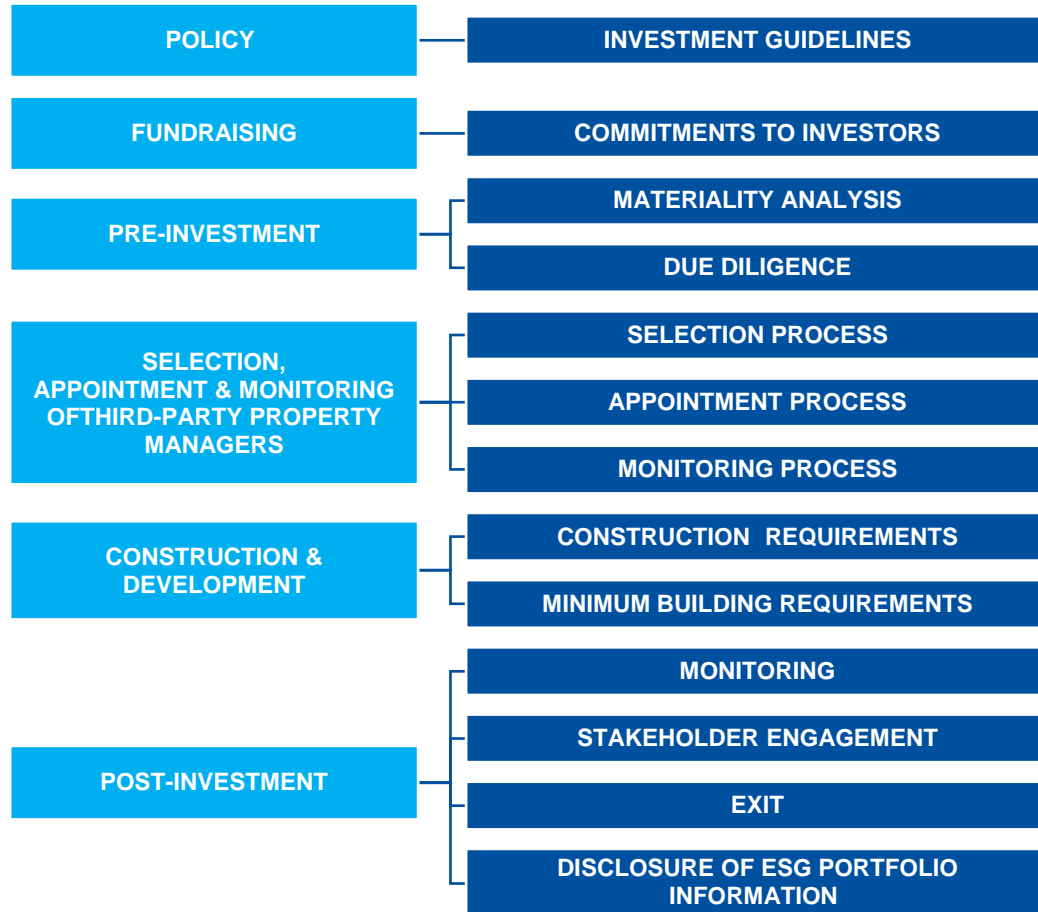 POLICY
INVESTMENT GUIDELINES
FUNDRAISING
COMMITMENTS TO INVESTORS
PRE-INVESTMENT
MATERIALITY ANALYSIS
DUE DILIGENCE
SELECTION,
APPOINTMENT & MONITORING
OFTHIRD-PARTY PROPERTY
MANAGERS
SELECTION PROCESS
APPOINTMENT PROCESS
MONITORING PROCESS
CONSTRUCTION &
DEVELOPMENT
CONSTRUCTION  REQUIREMENTS
MINIMUM BUILDING REQUIREMENTS
POST-INVESTMENT
MONITORING
STAKEHOLDER ENGAGEMENT
EXIT
DISCLOSURE OF ESG PORTFOLIO
INFORMATION